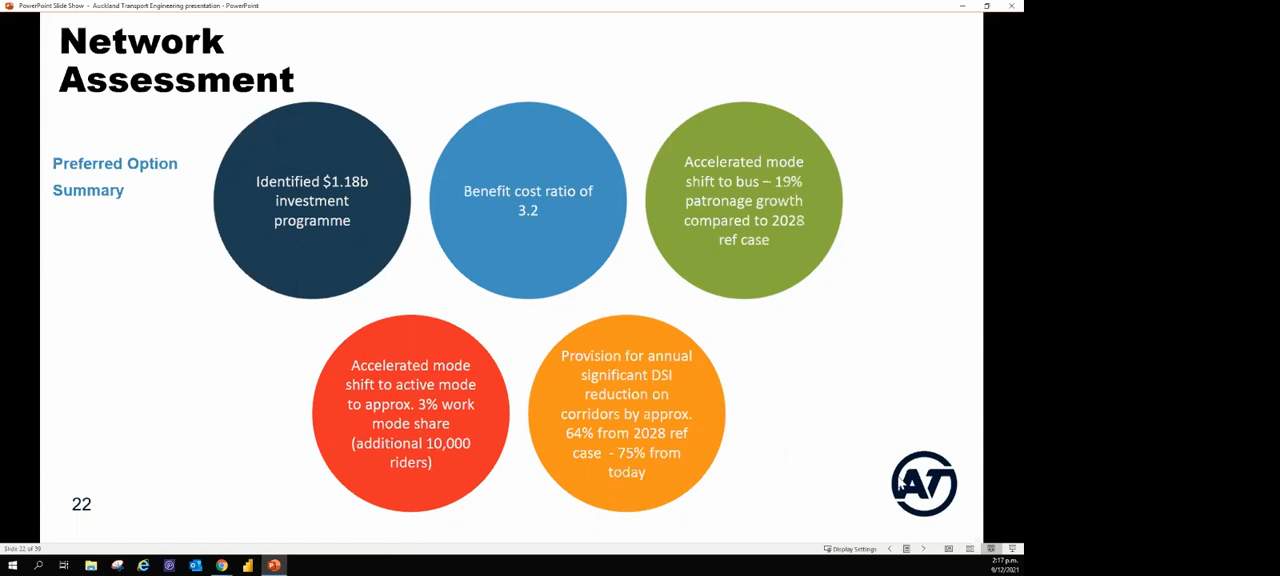 PowerPoint Slide Show - Auckland Transport Engineering presentation - PowerPoint
Network
Assessment
Preferred Option
Summary
Identified $1.18b
investment
programme
Benefit cost ratio of
3.2
Accelerated mode
shift to bus – 19%
patronage growth
compared to 2028
ref case
Accelerated mode
shift to active mode
to approx. 3% work
mode share
(additional 10,000
riders)
Provision for annual
significant DSI
reduction on
corridors by approx.
64% from 2028 ref
case - 75% from
today
AT
22
Slide 22 of 39
Display Settings
2:17 p.m.
9/12/2021